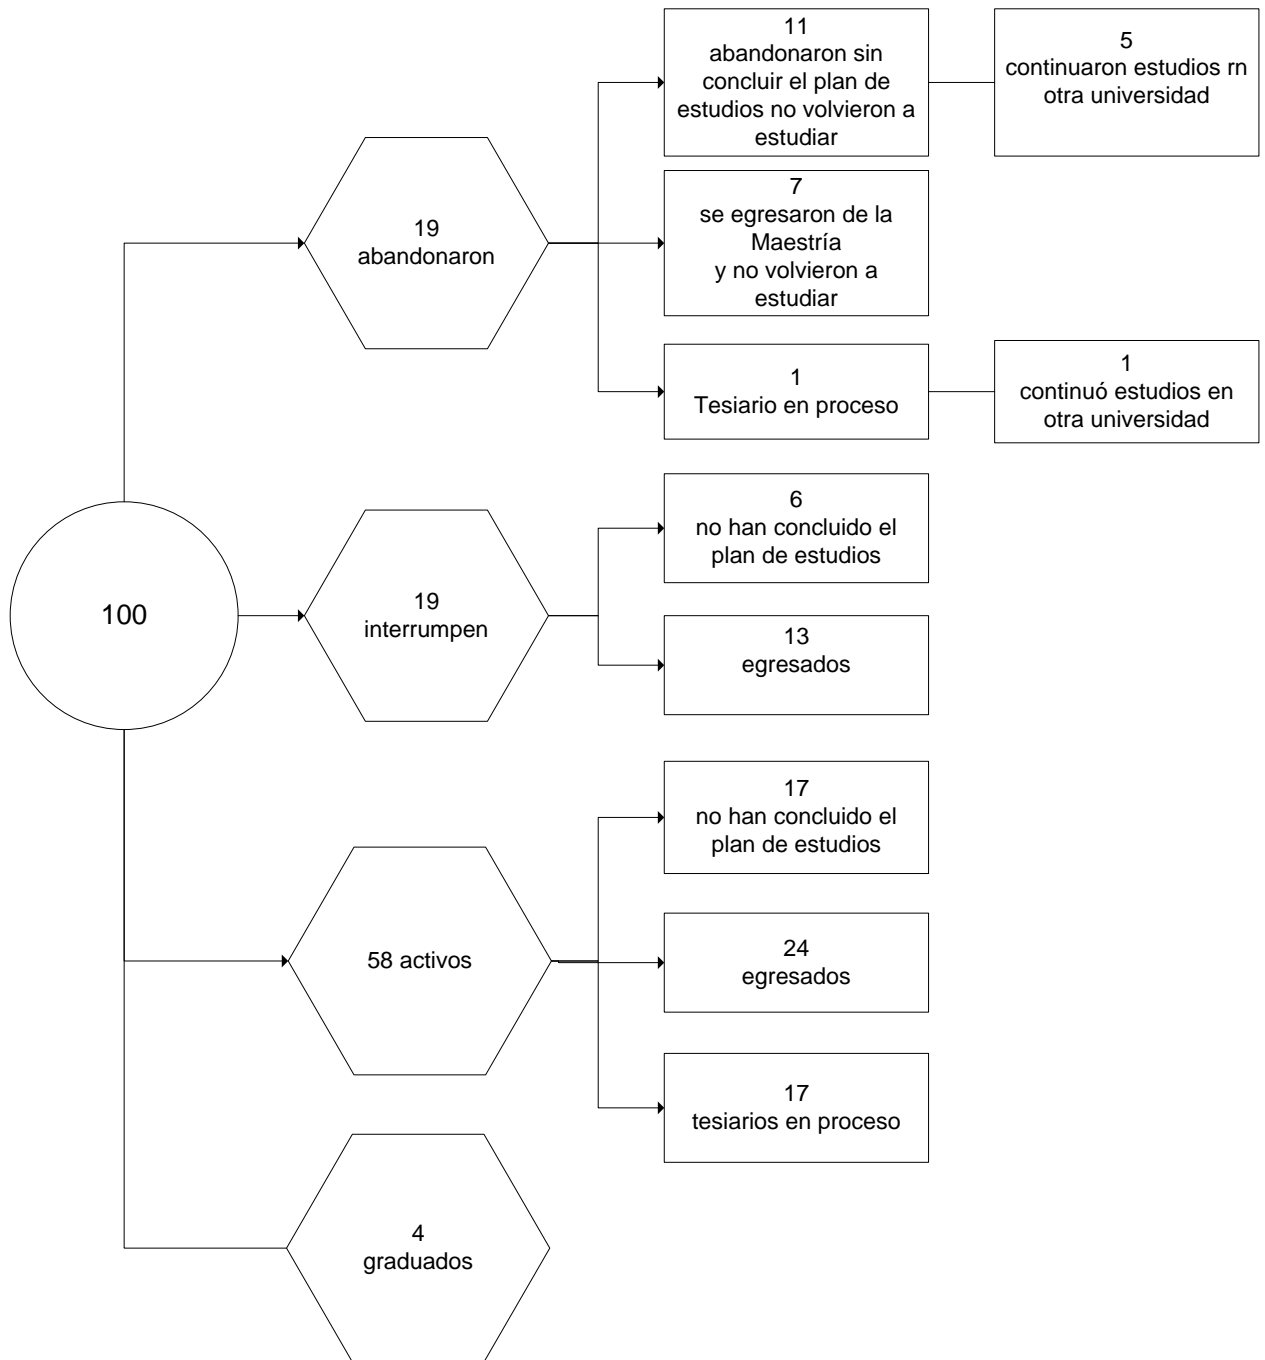 11
abandonaron sin
concluir el plan de
estudios no volvieron a
estudiar
5
continuaron estudios rn
otra universidad
19
abandonaron
7
se egresaron de la
Maestría
y no volvieron a
estudiar
1
Tesiario en proceso
1
continuó estudios en
otra universidad
100
19
interrumpen
6
no han concluido el
plan de estudios
13
egresados
58 activos
17
no han concluido el
plan de estudios
24
egresados
17
tesiarios en proceso
4
graduados